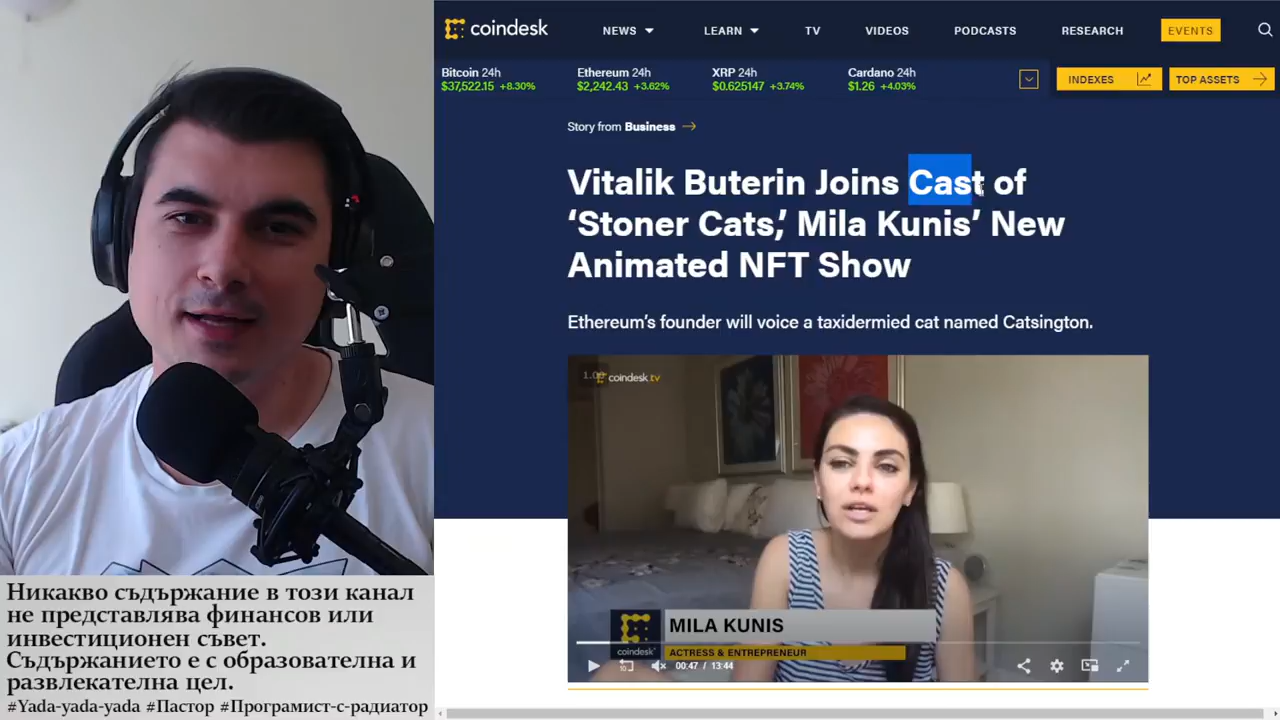 coindesk
NEWS LEARN TV VIDEOS PODCASTS RESEARCH EVENTS
Bitcoin 24h Ethereum 24h XRP 24h Cardano 24h
$37,522.15 +8.30% $2,242.43 +3.62% $0.625147 +3.74% $1.26 +4.03%
INDEXES TOP ASSETS
Story from Business
Vitalik Buterin Joins Cast of
‘Stoner Cats,’ Mila Kunis’ New
Animated NFT Show
Ethereum’s founder will voice a taxidermied cat named Catsington.
coindesk tv
MILA KUNIS
coindesk ACTRESS & ENTREPRENEUR
00:47 / 13:44
Никакво съдържание в този канал
не представлява финансов или
инвестиционен съвет.
Съдържанието е с образователна и
развлекателна цел.
#Yada-yada-yada #Пастор #Програмист-с-радиатор